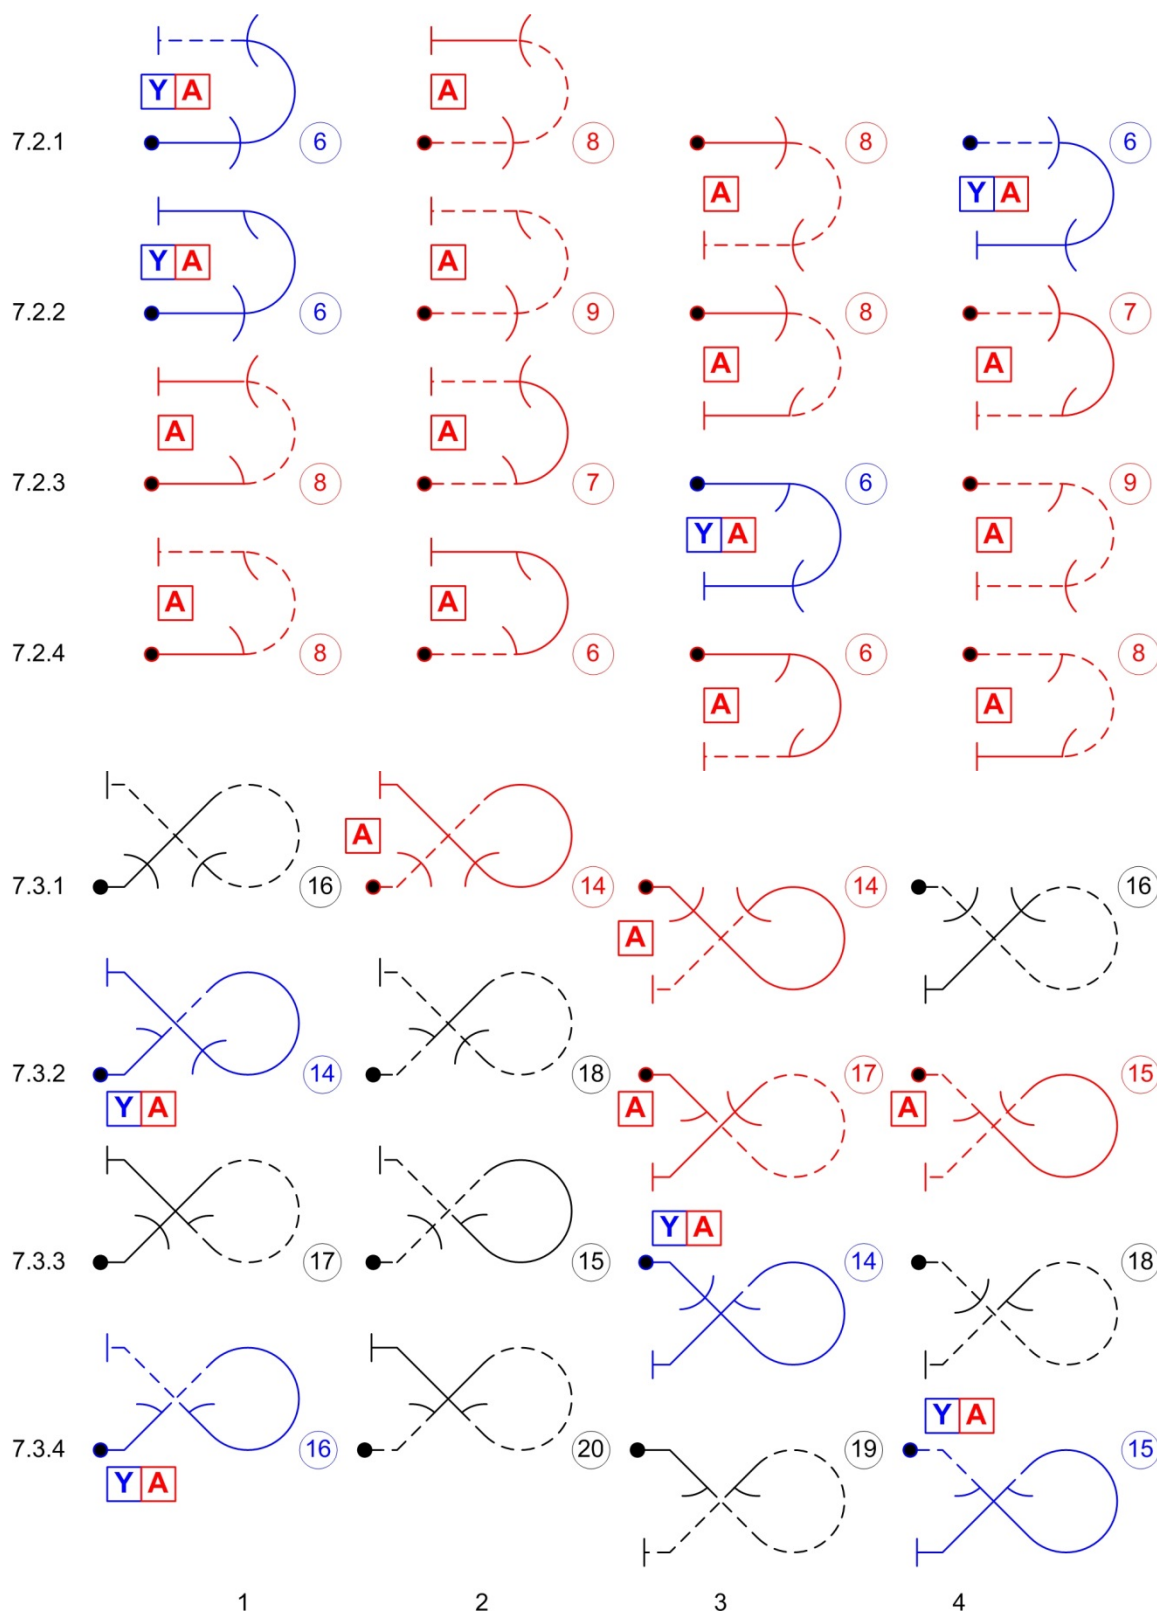 Y A
A
7.2.1 6 8 8 6
A
Y A
Y A
A
7.2.2 6 9 8 7
A
A
A
A
7.2.3 8 7 6 9
Y A
A
A
A
7.2.4 8 6 6 8
A
A
A
7.3.1 16 14 14 16
A
7.3.2 14 18 17 15
Y A
A
A
Y A
7.3.3 17 15 14 18
Y A
7.3.4 16 20 19 15
Y A
1 2 3 4